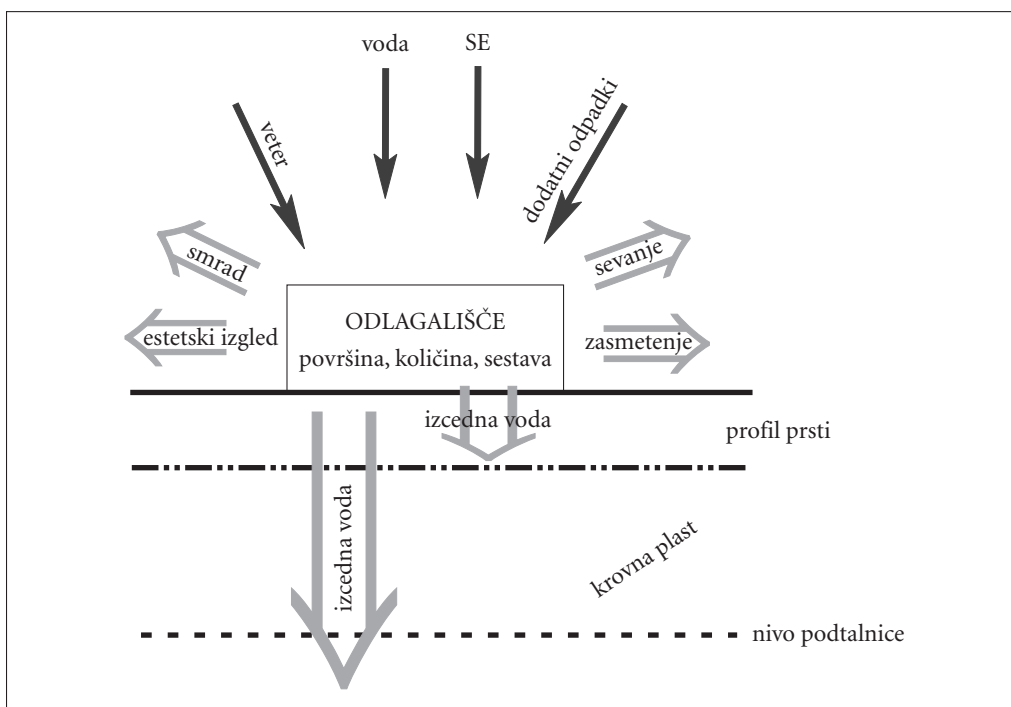 voda
SE
veter
dodatni odpadki
smrad
sevanje
estetski izgled
ODLAGALIŠČE
površina, količina, sestava
zasmetenje
izcedna voda
profil prsti
izcedna voda
krovna plast
nivo podtalnice